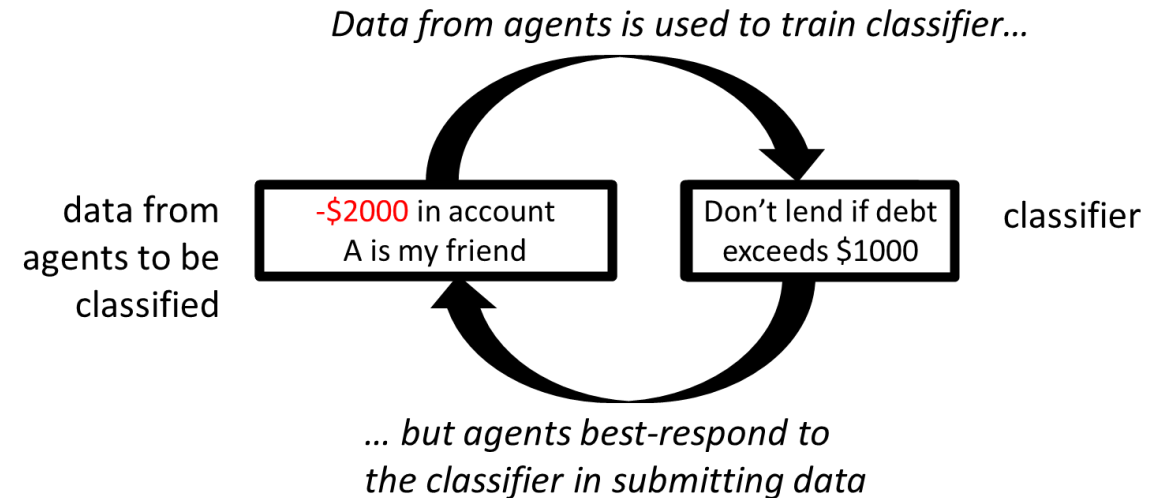 Data from agents is used to train classifier…
data from
agents to be
classified
-$2000 in account
A is my friend
Don’t lend if debt
exceeds $1000
classifier
… but agents best-respond to
the classifier in submitting data